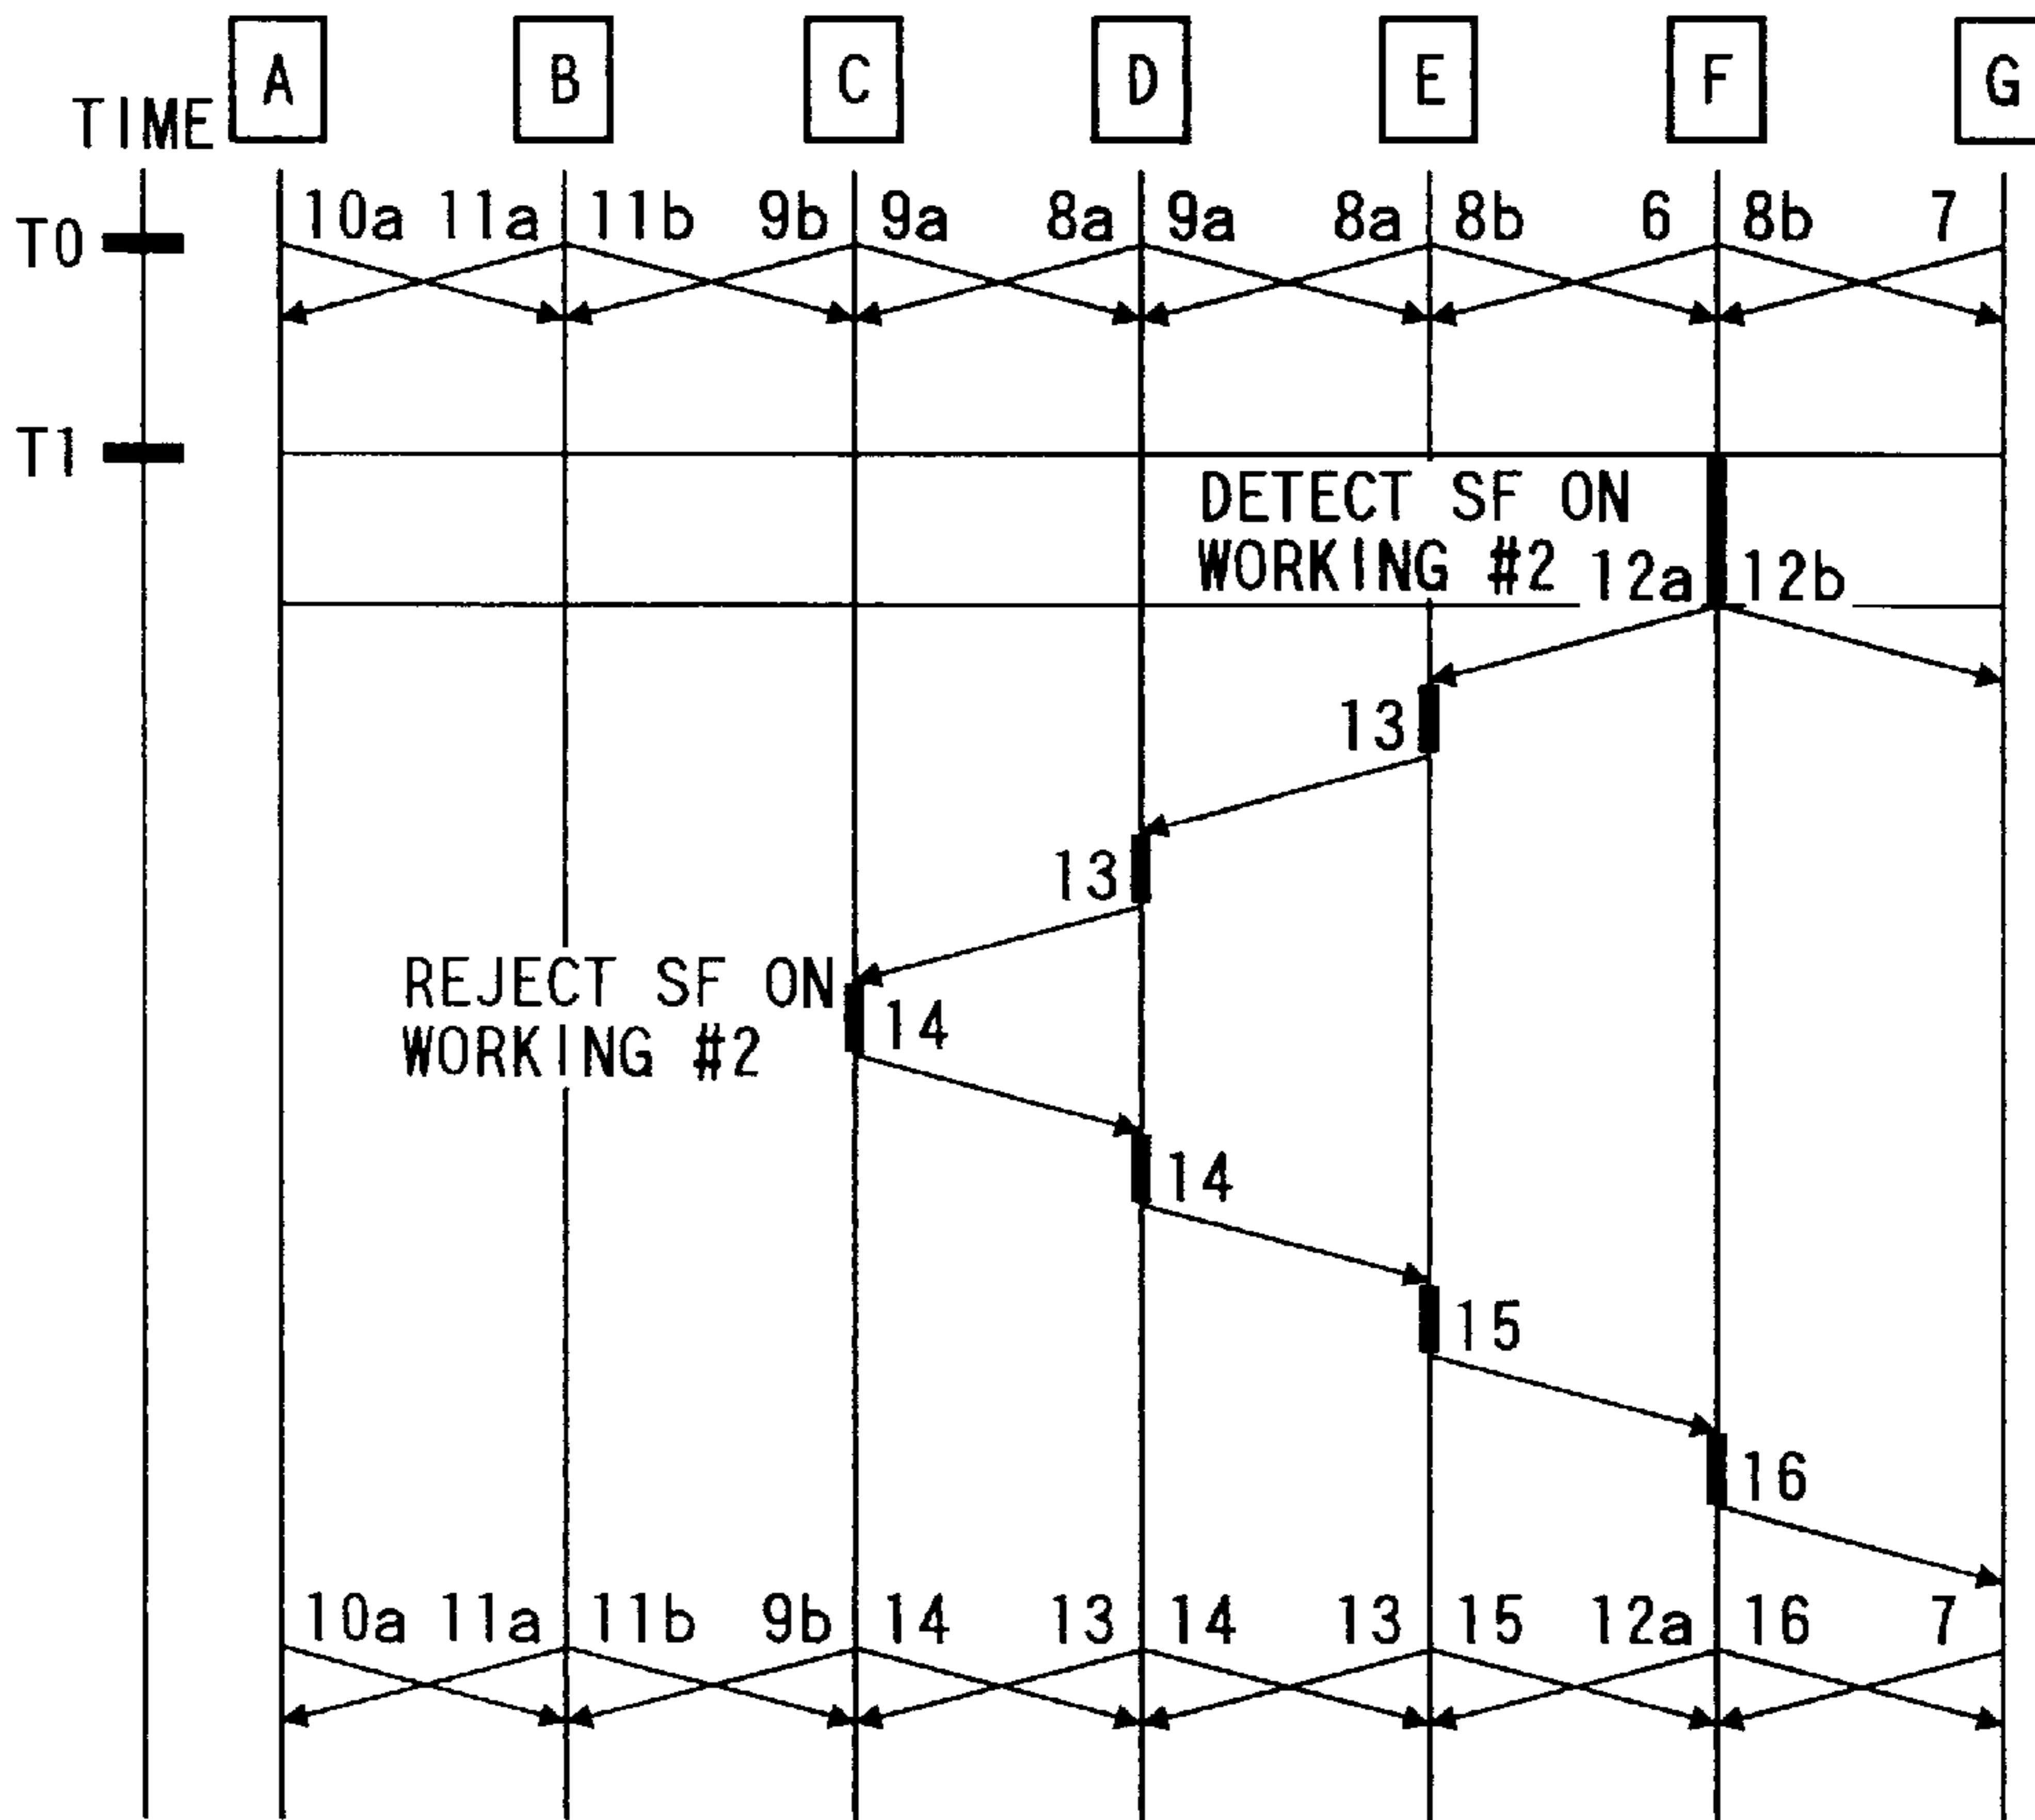 A B C D E F G
TIME
T0 10a 11a 11b 9b 9a 8a 9a 8a 8b 6 8b 7
T1
DETECT SF ON
WORKING #2 12a 12b
13
13
REJECT SF ON
14
WORKING #2
14
15
16
10a 11a 11b 9b 14 13 14 13 15 12a 16 7